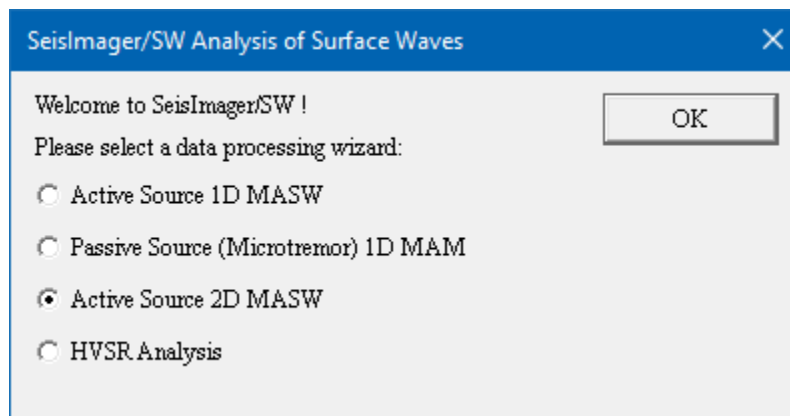 SeisImager/SW Analysis of Surface Waves
Welcome to SeisImager/SW !
OK
Please select a data processing wizard:
Active Source 1D MASW
Passive Source (Microtremor) 1D MAM
Active Source 2D MASW
HVSR Analysis